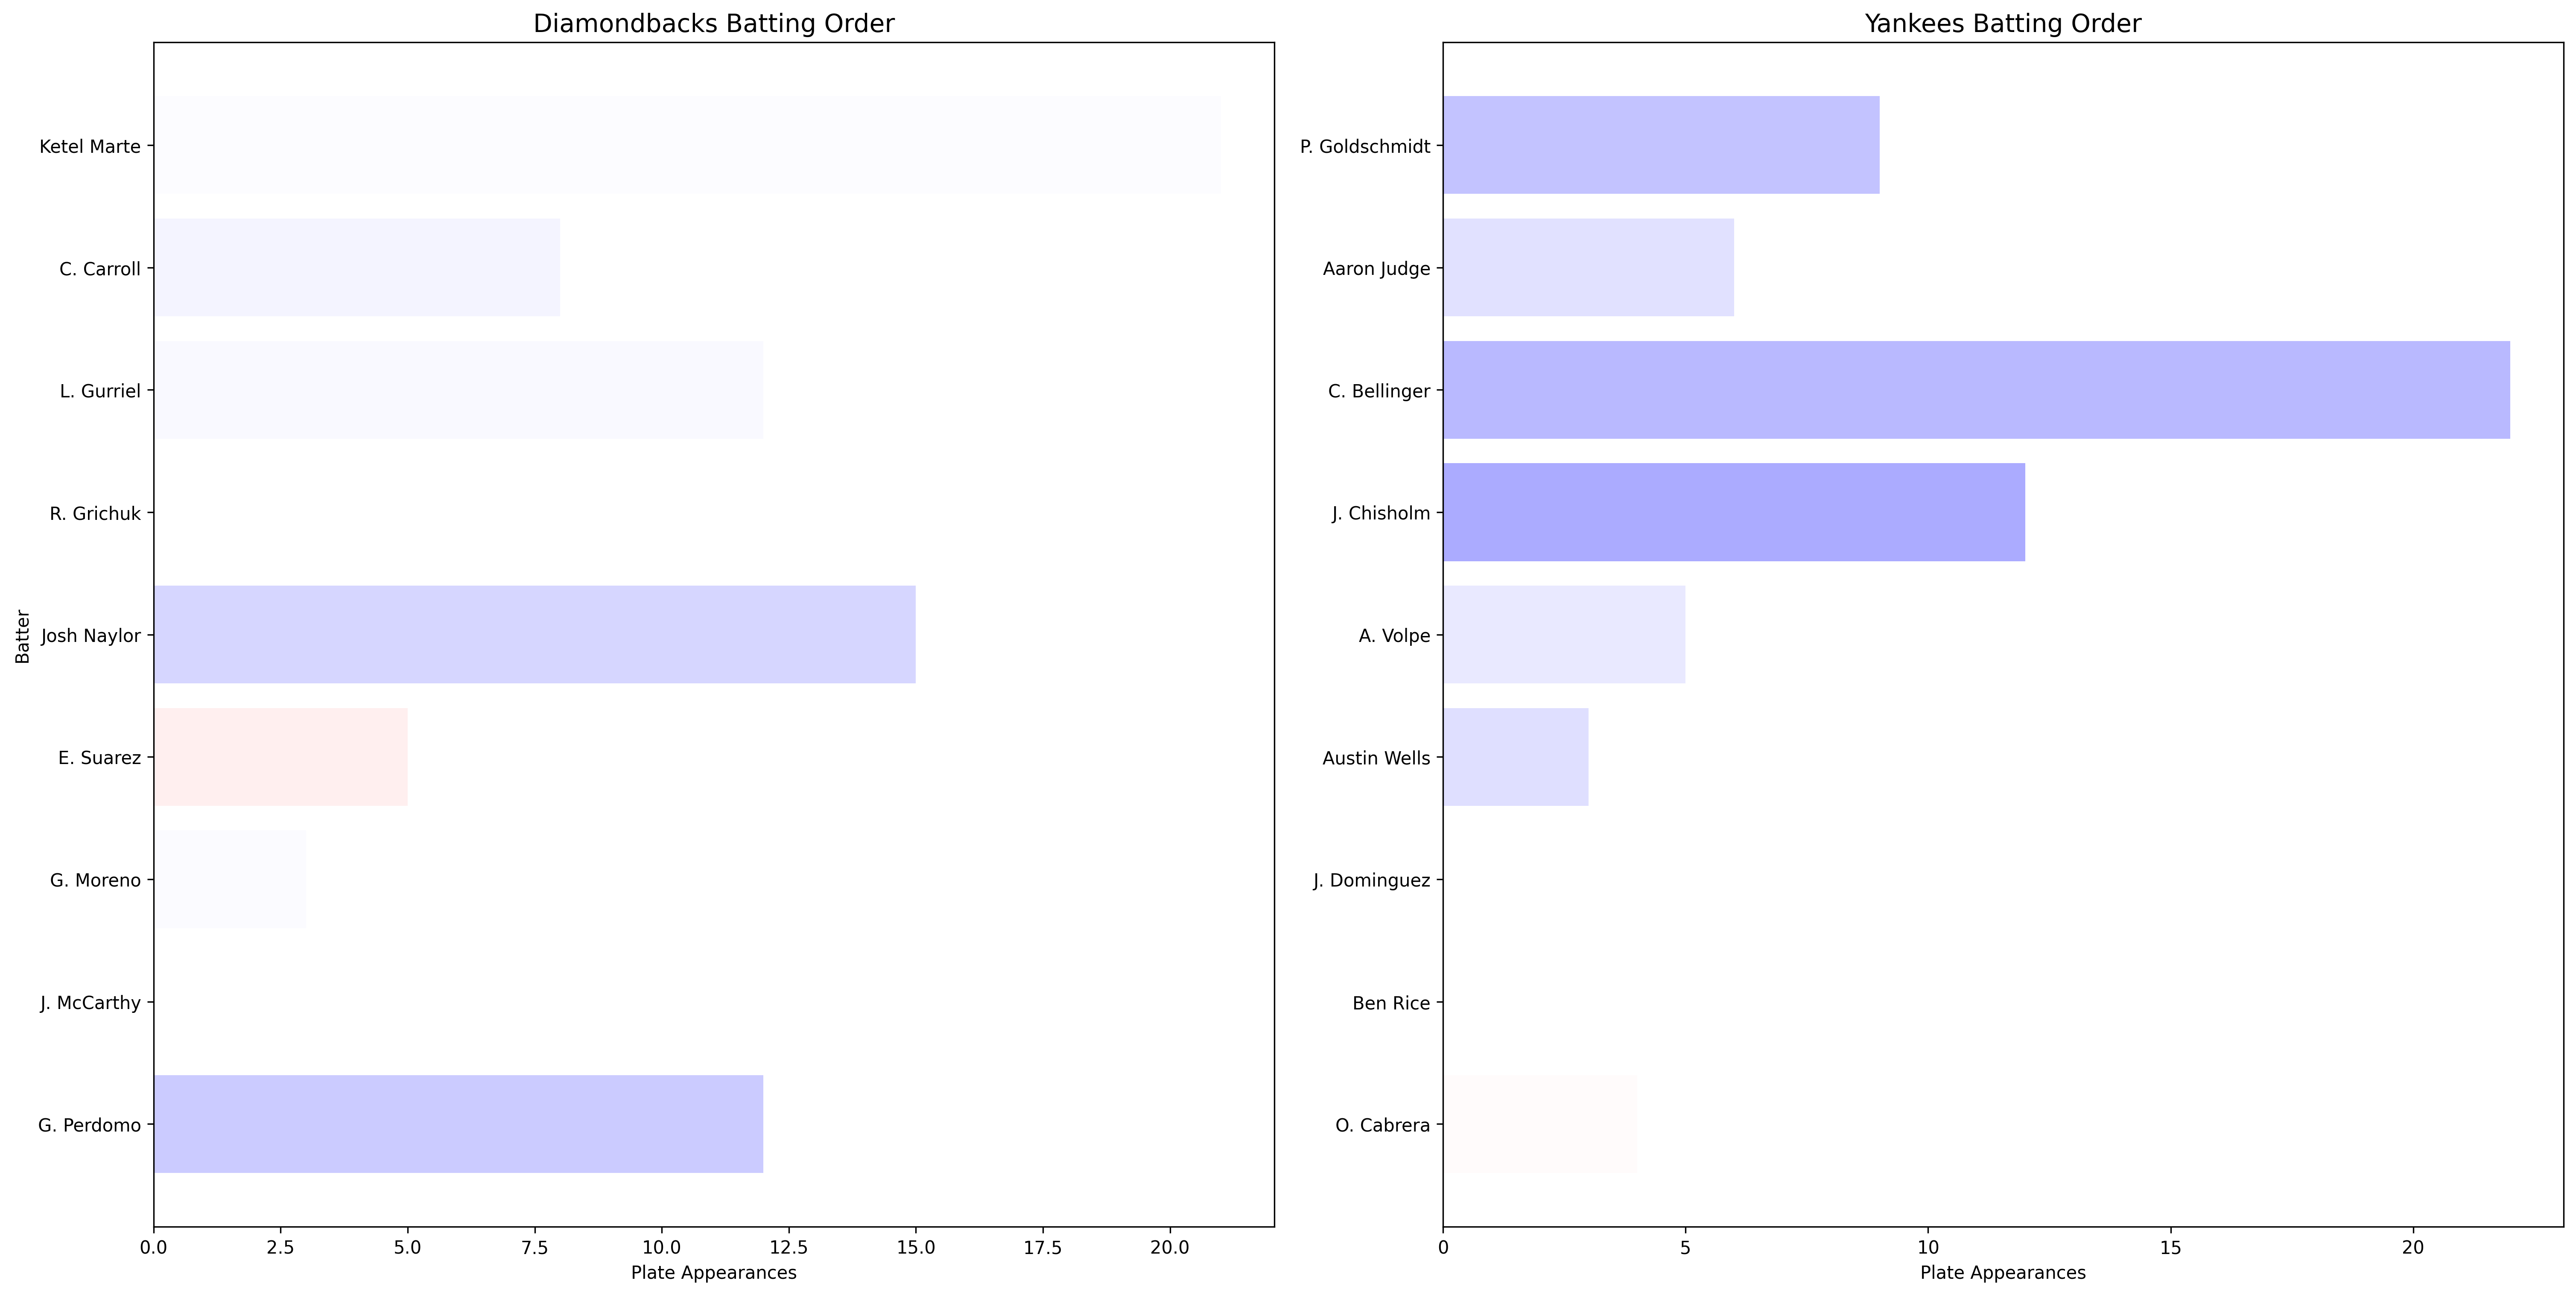 Diamondbacks Batting Order
Batter
Ketel Marte
C. Carroll
L. Gurriel
R. Grichuk
Josh Naylor
E. Suarez
G. Moreno
J. McCarthy
G. Perdomo
0.0 2.5 5.0 7.5 10.0 12.5 15.0 17.5 20.0
Plate Appearances
Yankees Batting Order
P. Goldschmidt
Aaron Judge
C. Bellinger
J. Chisholm
A. Volpe
Austin Wells
J. Dominguez
Ben Rice
O. Cabrera
0 5 10 15 20
Plate Appearances